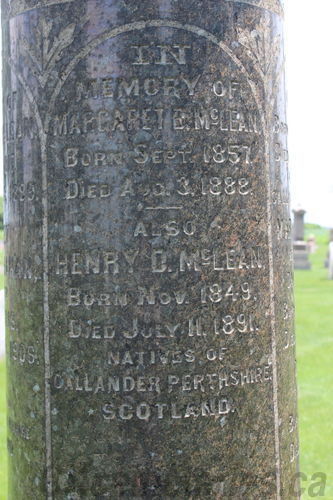 IN
MEMORY OF
MARGARET B. McLEAN,
BORN SEPT. 1857.
DIED AUG. 3. 1888.
ALSO
HENRY D. McLEAN,
BORN NOV. 1849.
DIED JULY 11. 1891.
NATIVES OF
CALLANDER PERTHSHIRE
SCOTLAND.